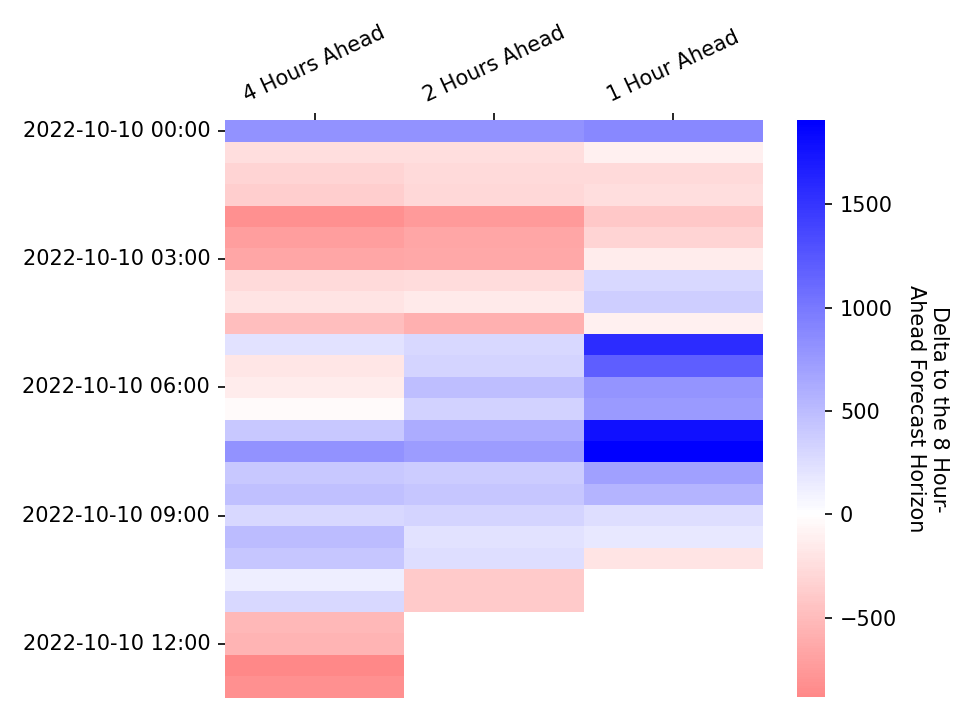 4 Hours Ahead
2 Hours Ahead
1 Hour Ahead
2022-10-10 00:00
2022-10-10 03:00
2022-10-10 06:00
2022-10-10 09:00
2022-10-10 12:00
1500
1000
500
0
−500
Delta to the 8 Hour-
Ahead Forecast Horizon